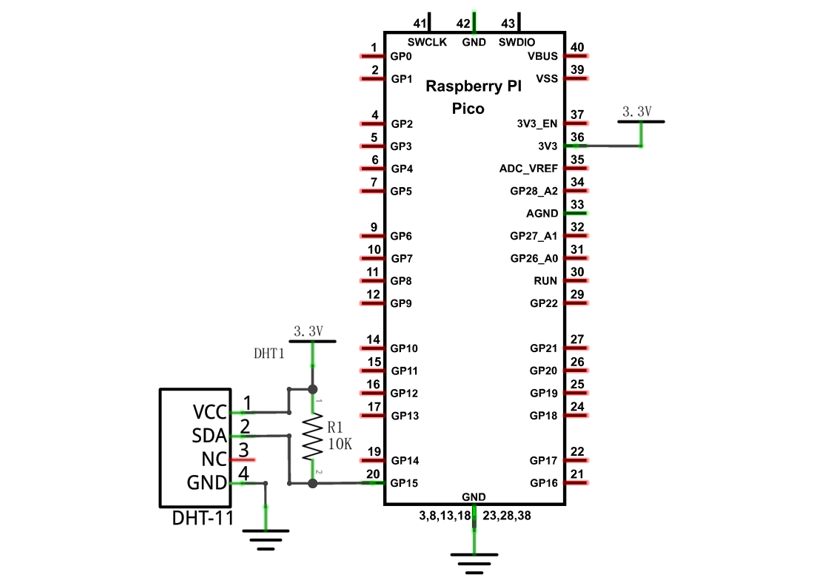 41 42 43
SWCLK GND SWDIO
1 GP0 VBUS 40
2 GP1 VSS 39
Raspberry PI
Pico
3.3V
4 GP2 3V3_EN 37
5 GP3 3V3 36
6 GP4 ADC_VREF 35
7 GP5 GP28_A2 34
AGND 33
9 GP6 GP27_A1 32
10 GP7 GP26_A0 31
11 GP8 RUN 30
12 GP9 GP22 29
3.3V
DHT1
14 GP10 GP21 27
15 GP11 GP20 26
16 GP12 GP19 25
17 GP13 GP18 24
VCC 1
1
SDA 2
R1
10K
NC 3
GND 4
2
19 GP14 GP17 22
20 GP15 GP16 21
GND
3,8,13,18 23,28,38
DHT-11